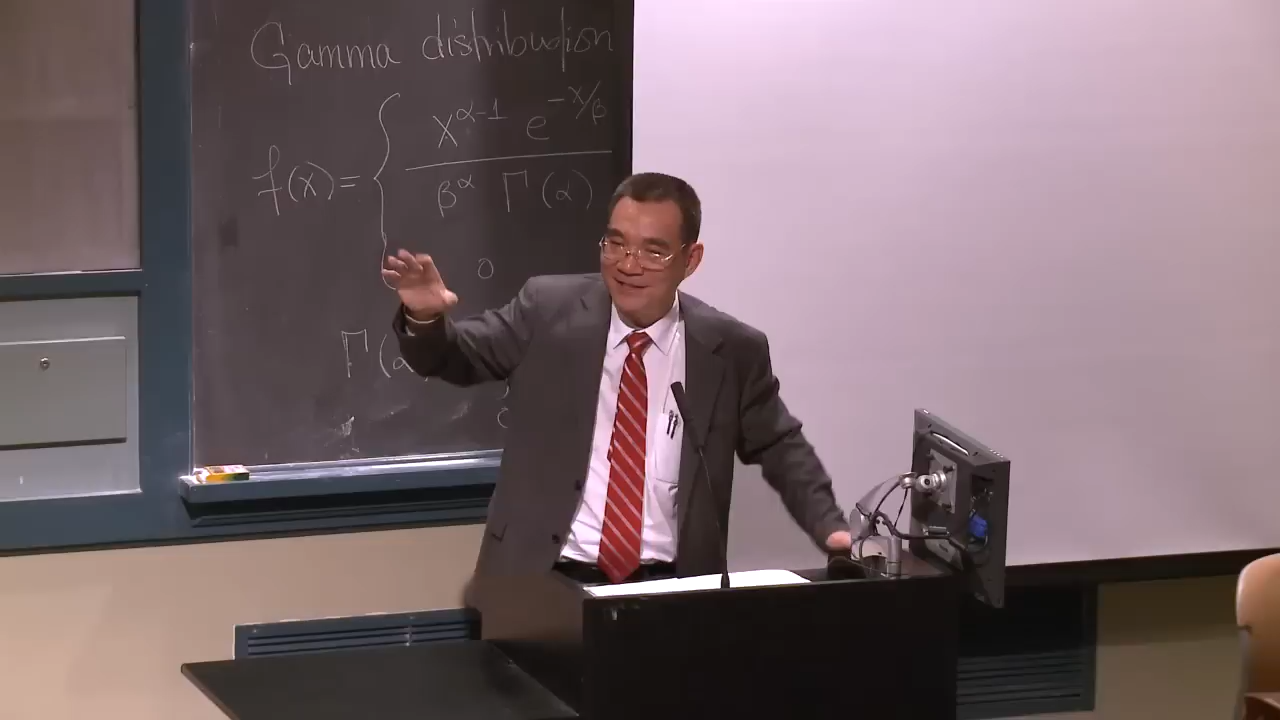 Gamma distribution
f(x) = { x^{α-1} e^{-x/β} / β^α Γ(α)
0
Γ(α